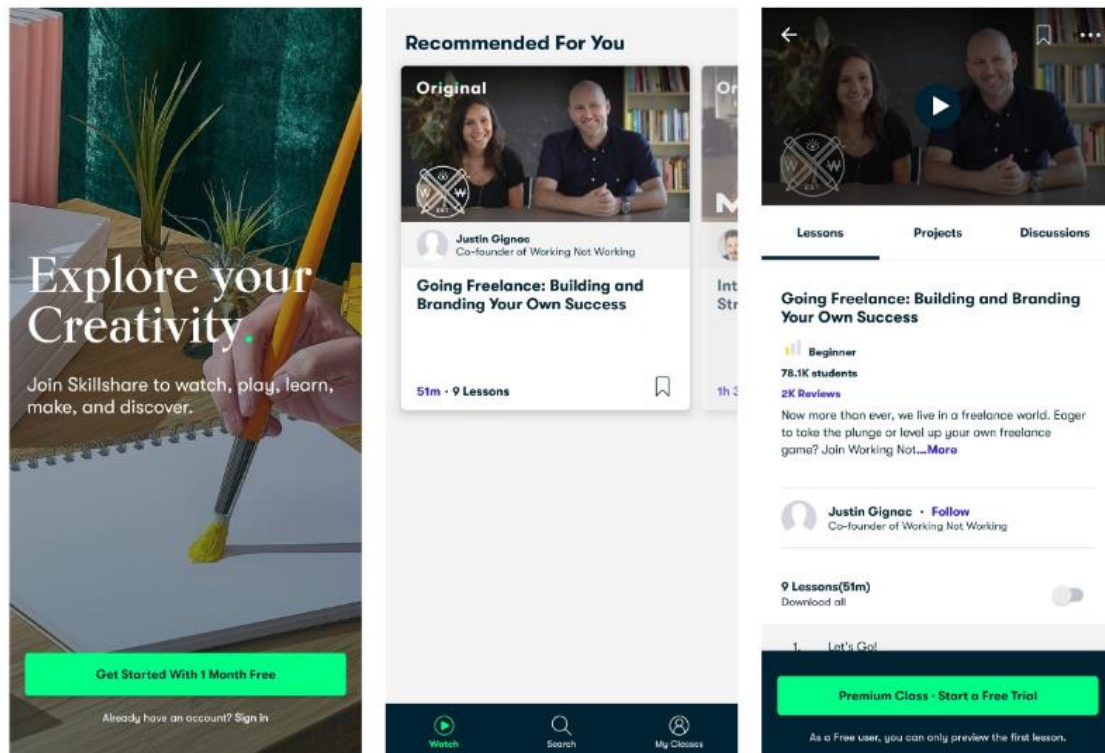 Explore your
Creativity.
Join Skillshare to watch, play, learn,
make, and discover.
Get Started With 1 Month Free
Already have an account? Sign in
Recommended For You
Original
Justin Gignac
Co-founder of Working Not Working
Going Freelance: Building and
Branding Your Own Success
51m · 9 Lessons
Or
M
Int
Str
1h 3
Watch
Search
My Classes
W W
EST
Lessons
Projects
Discussions
Going Freelance: Building and Branding
Your Own Success
Beginner
78.1K students
2K Reviews
Now more than ever, we live in a freelance world. Eager
to take the plunge or level up your own freelance
game? Join Working Not...More
Justin Gignac · Follow
Co-founder of Working Not Working
9 Lessons(51m)
Download all
1. Let's Go!
Premium Class - Start a Free Trial
As a Free user, you can only preview the first lesson.